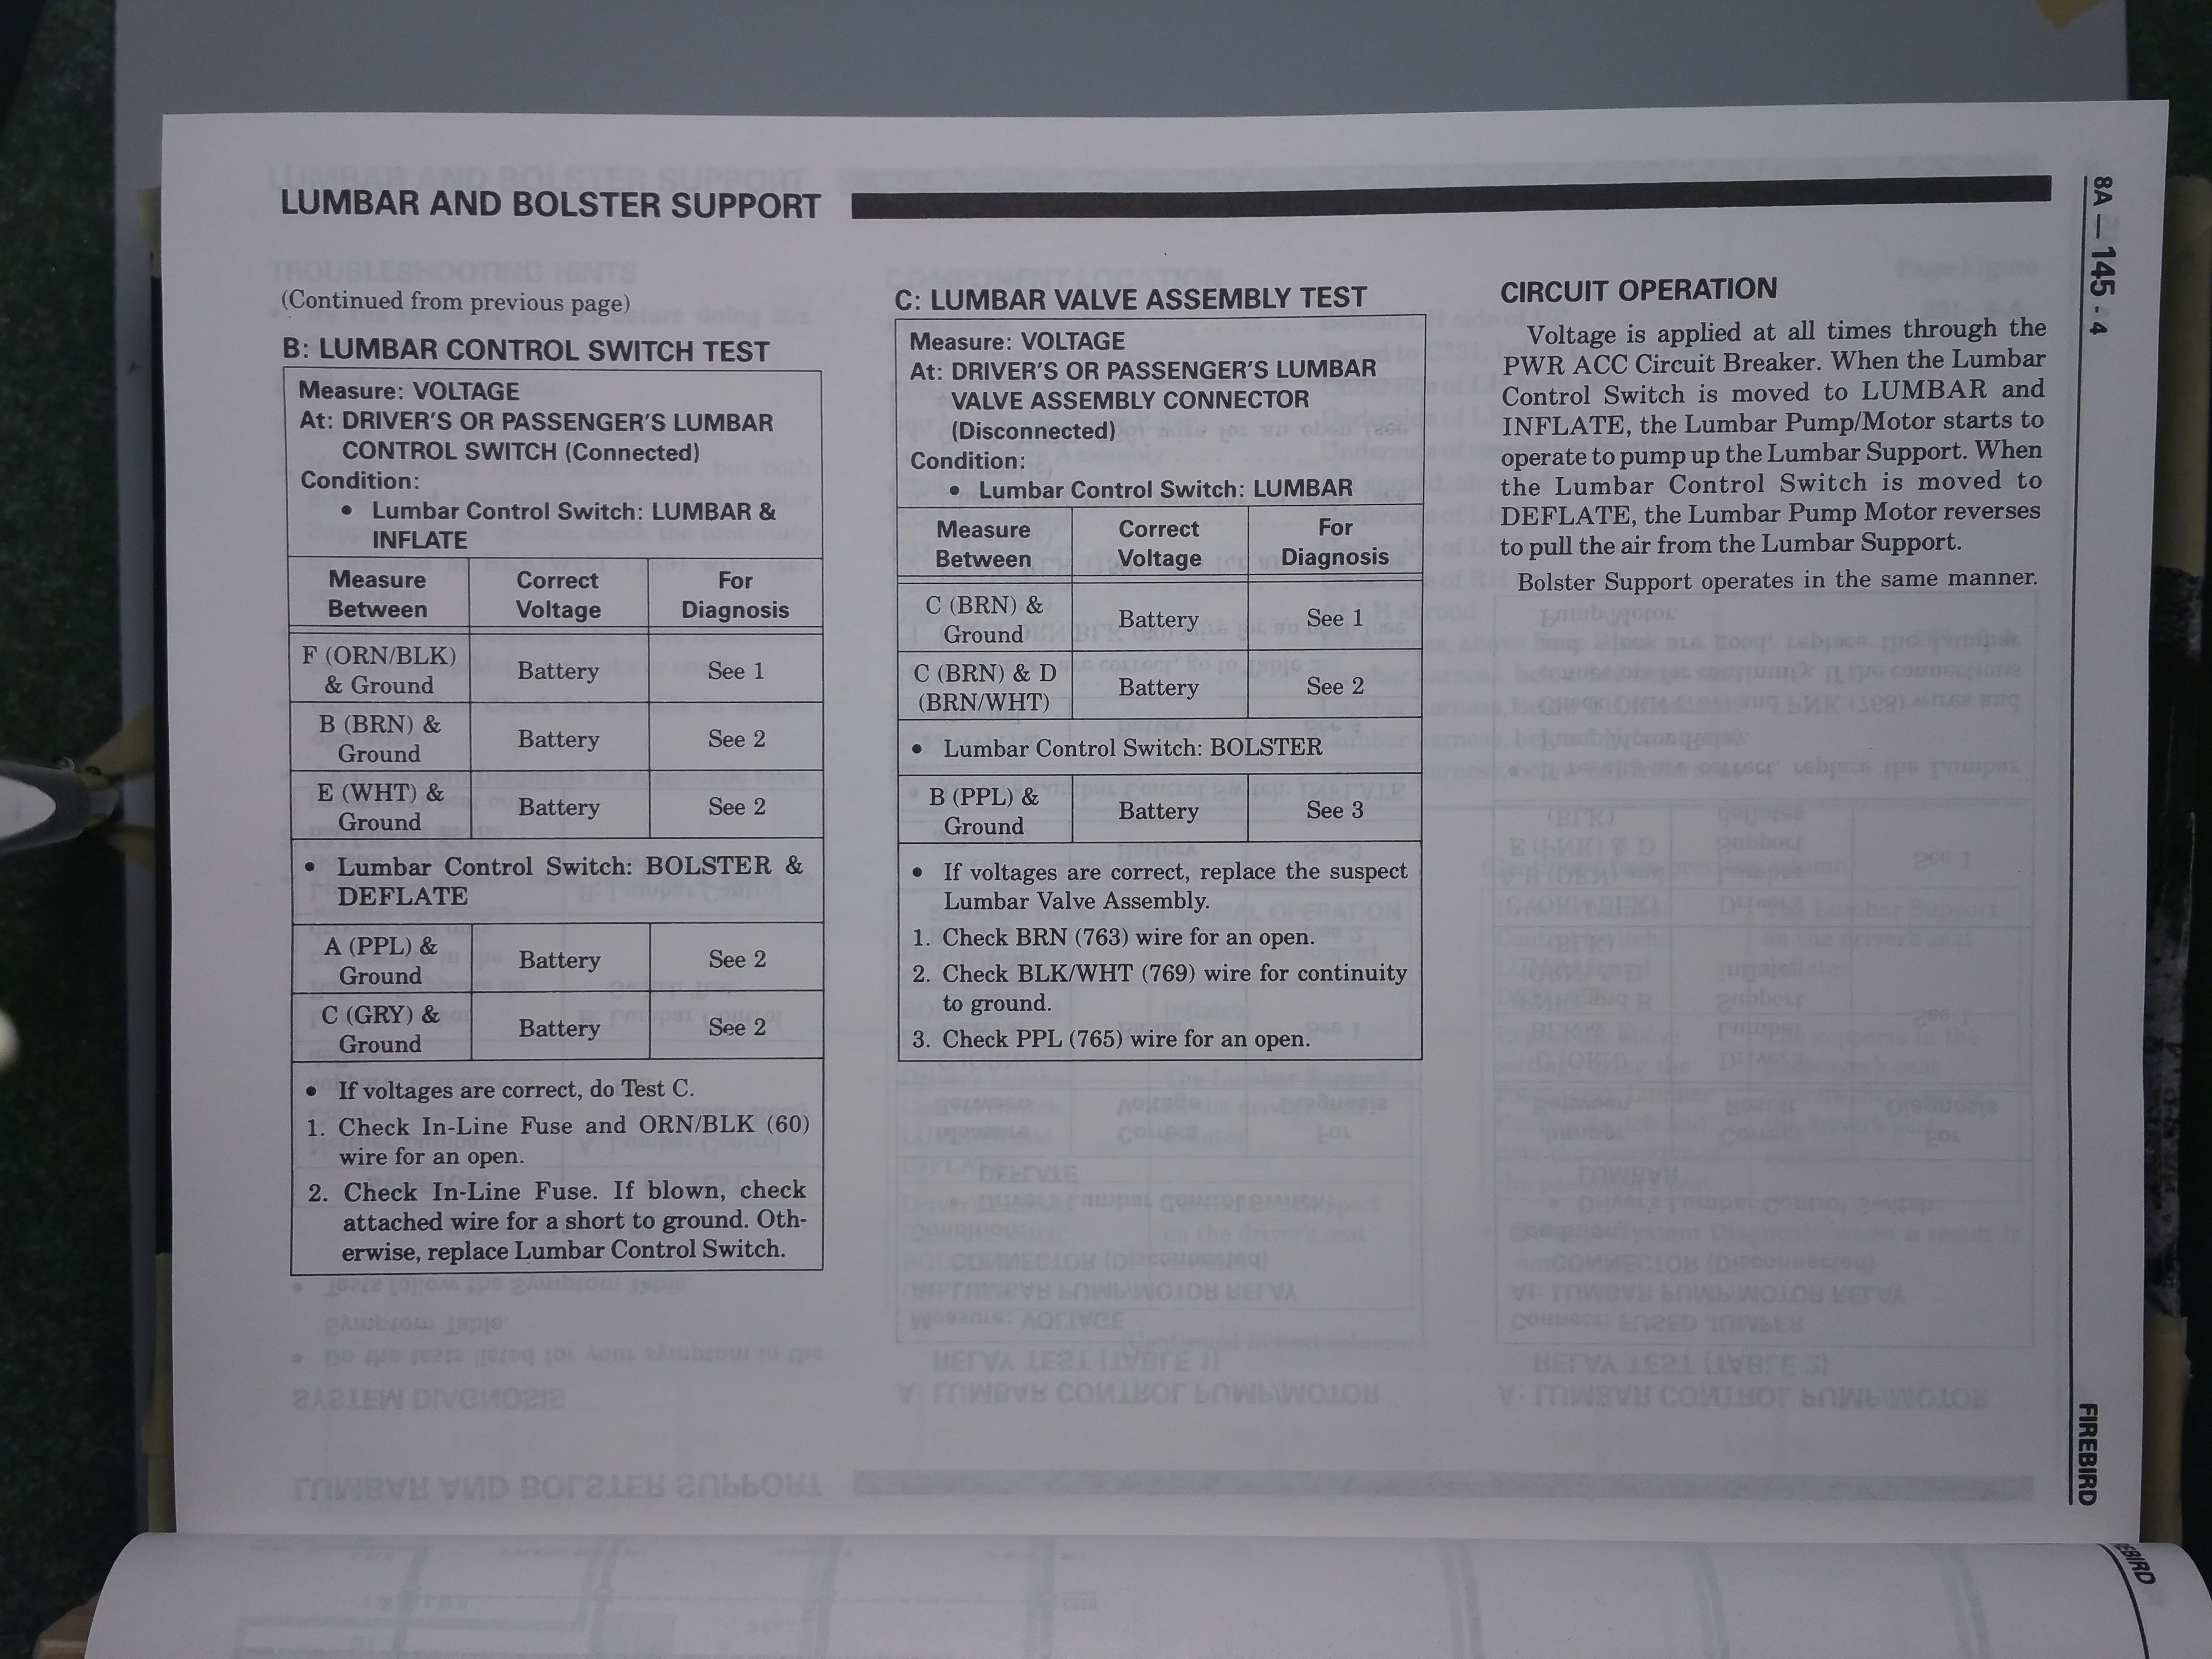 LUMBAR AND BOLSTER SUPPORT
(Continued from previous page)
B: LUMBAR CONTROL SWITCH TEST
Measure: VOLTAGE
At: DRIVER'S OR PASSENGER'S LUMBAR
CONTROL SWITCH (Connected)
Condition:
• Lumbar Control Switch: LUMBAR &
INFLATE
Measure Between Correct Voltage For Diagnosis
F (ORN/BLK) & Ground Battery See 1
B (BRN) & Ground Battery See 2
E (WHT) & Ground Battery See 2
• Lumbar Control Switch: BOLSTER &
DEFLATE
A (PPL) & Ground Battery See 2
C (GRY) & Ground Battery See 2
• If voltages are correct, do Test C.
1. Check In-Line Fuse and ORN/BLK (60)
wire for an open.
2. Check In-Line Fuse. If blown, check
attached wire for a short to ground. Oth-
erwise, replace Lumbar Control Switch.
C: LUMBAR VALVE ASSEMBLY TEST
Measure: VOLTAGE
At: DRIVER'S OR PASSENGER'S LUMBAR
VALVE ASSEMBLY CONNECTOR
(Disconnected)
Condition:
• Lumbar Control Switch: LUMBAR
Measure Between Correct Voltage For Diagnosis
C (BRN) & Ground Battery See 1
C (BRN) & D (BRN/WHT) Battery See 2
• Lumbar Control Switch: BOLSTER
B (PPL) & Ground Battery See 3
• If voltages are correct, replace the suspect
Lumbar Valve Assembly.
1. Check BRN (763) wire for an open.
2. Check BLK/WHT (769) wire for continuity
to ground.
3. Check PPL (765) wire for an open.
CIRCUIT OPERATION
Voltage is applied at all times through the
PWR ACC Circuit Breaker. When the Lumbar
Control Switch is moved to LUMBAR and
INFLATE, the Lumbar Pump/Motor starts to
operate to pump up the Lumbar Support. When
the Lumbar Control Switch is moved to
DEFLATE, the Lumbar Pump Motor reverses
to pull the air from the Lumbar Support.
Bolster Support operates in the same manner.
8A — 145 - 4
FIREBIRD